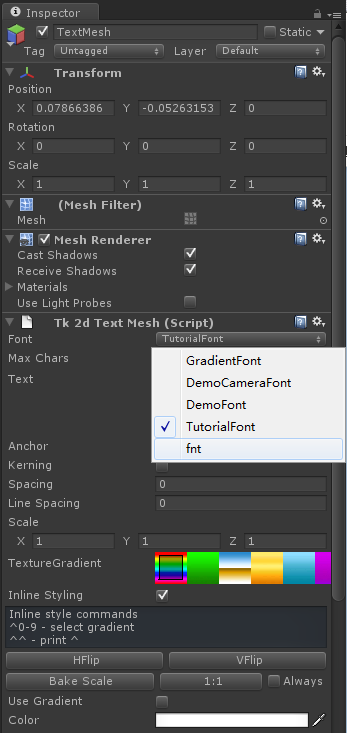 Inspector
TextMesh
Static
Tag Untagged Layer Default
Transform
Position
X 0.07866386 Y -0.05263153 Z 0
Rotation
X 0 Y 0 Z 0
Scale
X 1 Y 1 Z 1
(Mesh Filter)
Mesh
Mesh Renderer
Cast Shadows
Receive Shadows
Materials
Use Light Probes
Tk 2d Text Mesh (Script)
Font TutorialFont
Max Chars
GradientFont
Text
DemoCameraFont
DemoFont
TutorialFont
Anchor fnt
Kerning
Spacing 0
Line Spacing 0
Scale
X 1 Y 1 Z 1
TextureGradient
Inline Styling
Inline style commands
^0-9 - select gradient
^^ - print ^
HFlip VFlip
Bake Scale 1:1 Always
Use Gradient
Color